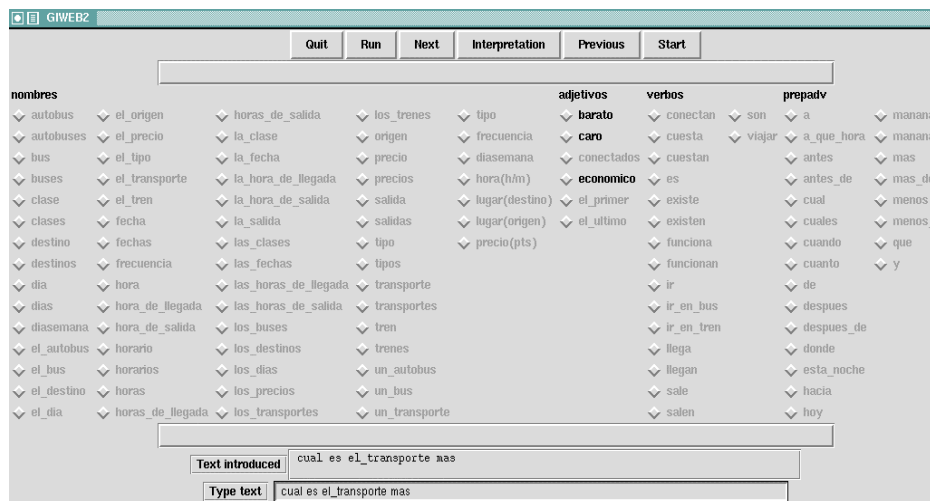 GIWEB2
Quit Run Next Interpretation Previous Start
nombres adjetivos verbos prepadv
autobus el_origen horas_de_salida los_trenes tipo barato conectan son a manana
autobuses el_precio la_clase origen frecuencia caro cuesta viajar a_que_hora manana
bus el_tipo la_fecha precio diasemana conectados cuestan antes mas
buses el_transporte la_hora_de_llegada precios hora(h/m) economico es antes_de mas_de
clase el_tren la_hora_de_salida salida lugar(destino) el_primer existe cual menos
clases fecha la_salida salidas lugar(origen) el_ultimo existen cuales menos_
destino fechas las_clases tipo precio(pts) funciona cuando que
destinos frecuencia las_fechas tipos funcionan cuanto y
dia hora las_horas_de_llegada transporte ir de
dias hora_de_llegada las_horas_de_salida transportes ir_en_bus despues
diasemana hora_de_salida los_buses tren ir_en_tren despues_de
el_autobus horario los_destinos trenes llega donde
el_bus horarios los_dias un_autobus llegan esta_noche
el_destino horas los_precios un_bus sale hacia
el_dia horas_de_llegada los_transportes un_transporte salen hoy
Text introduced cual es el_transporte mas
Type text cual es el_transporte mas